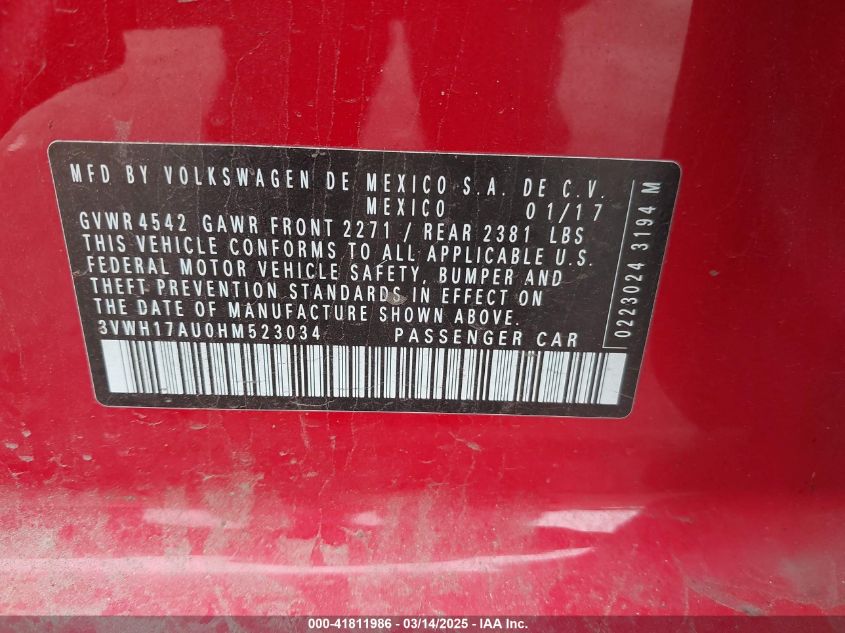 MFD BY VOLKSWAGEN DE MEXICO S.A. DE C.V.
MEXICO 01/17
GVWR 4542 GAWR FRONT 2271 / REAR 2381 LBS
THIS VEHICLE CONFORMS TO ALL APPLICABLE U.S.
FEDERAL MOTOR VEHICLE SAFETY, BUMPER AND
THEFT PREVENTION STANDARDS IN EFFECT ON
THE DATE OF MANUFACTURE SHOWN ABOVE.
3VWH17AU0HM523034 PASSENGER CAR
0223024 3194 M
000-41811986 - 03/14/2025 - IAA Inc.